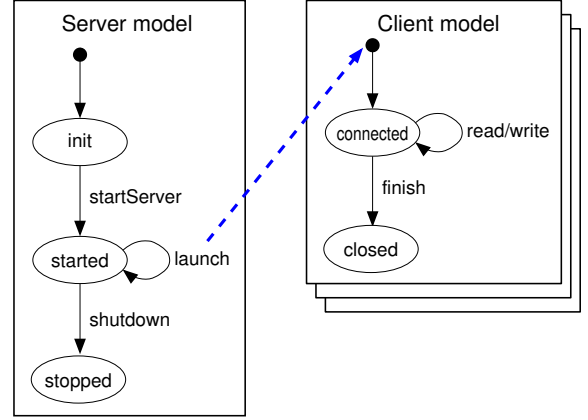 Server model
init
startServer
started
launch
shutdown
stopped
Client model
connected
read/write
finish
closed